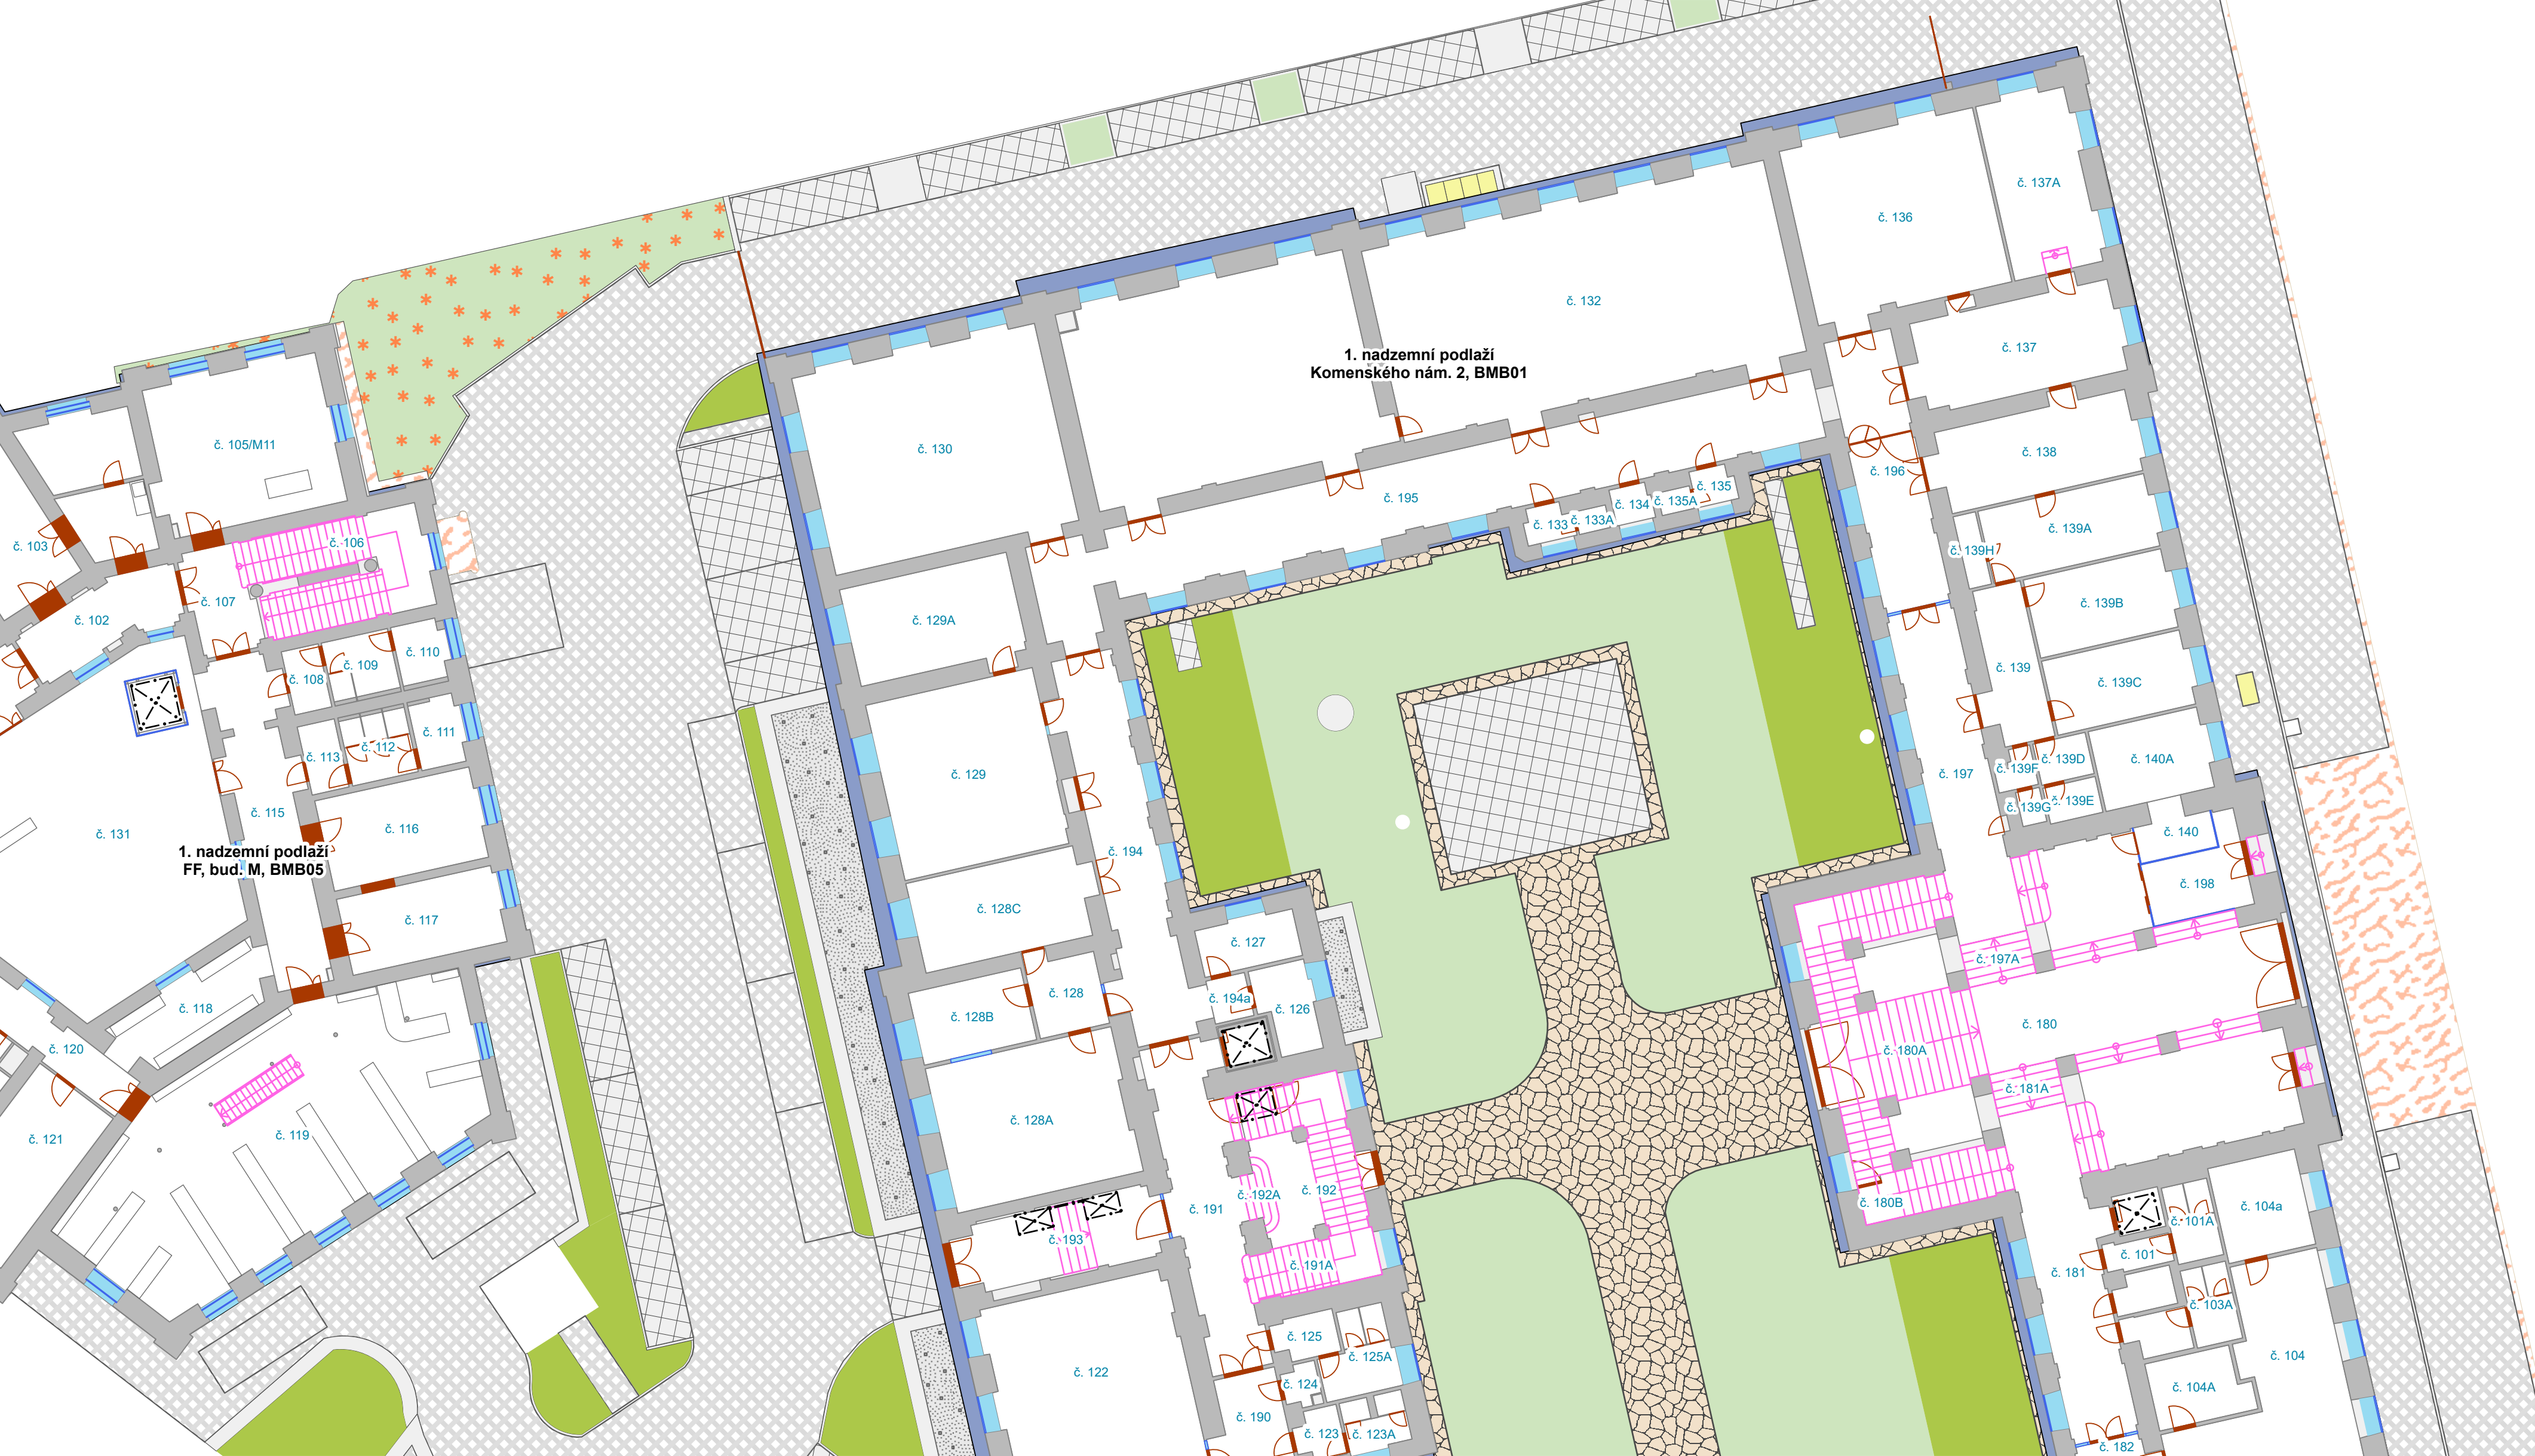 č. 137A
č. 136
č. 132
č. 137
1. nadzemní podlaží
Komenského nám. 2, BMB01
č. 105/M11
č. 130
č. 138
č. 196
č. 195
č. 135
č. 135A
č. 134
č. 133A
č. 133
č. 139A
č. 139H
č. 106
č. 103
č. 107
č. 102
č. 129A
č. 139B
č. 110
č. 109
č. 108
č. 139
č. 139C
č. 111
č. 112
č. 113
č. 139D
č. 140A
č. 139F
č. 129
č. 197
č. 139E
č. 139G
č. 115
č. 116
č. 131
č. 140
1. nadzemní podlaží
FF, bud. M, BMB05
č. 194
č. 198
č. 128C
č. 117
č. 127
č. 197A
č. 128
č. 194a
č. 126
č. 118
č. 128B
č. 180
č. 120
č. 180A
č. 181A
č. 119
č. 121
č. 128A
č. 192A
č. 192
č. 180B
č. 104a
č. 191
č. 101A
č. 193
č. 101
č. 191A
č. 181
č. 103A
č. 125
č. 125A
č. 104
č. 122
č. 124
č. 104A
č. 190
č. 123
č. 123A
č. 182